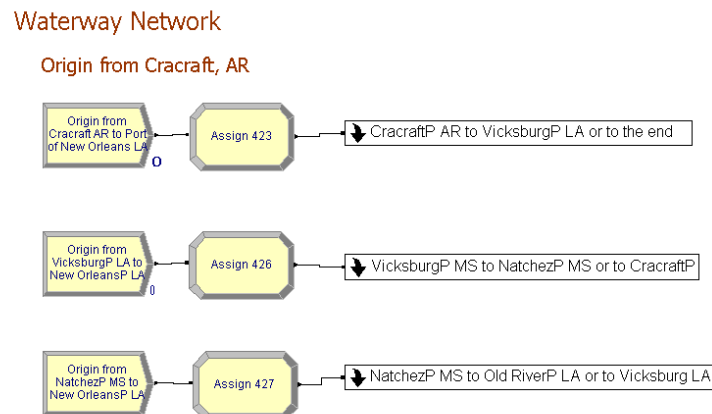 Waterway Network
Origin from Cracraft, AR
Origin from
Cracraft AR to Port
of New Orleans LA
0
Assign 423
CracraftP AR to VicksburgP LA or to the end
Origin from
VicksburgP LA to
New OrleansP LA
0
Assign 426
VicksburgP MS to NatchezP MS or to CracraftP
Origin from
NatchezP MS to
New OrleansP LA
Assign 427
NatchezP MS to Old RiverP LA or to Vicksburg LA